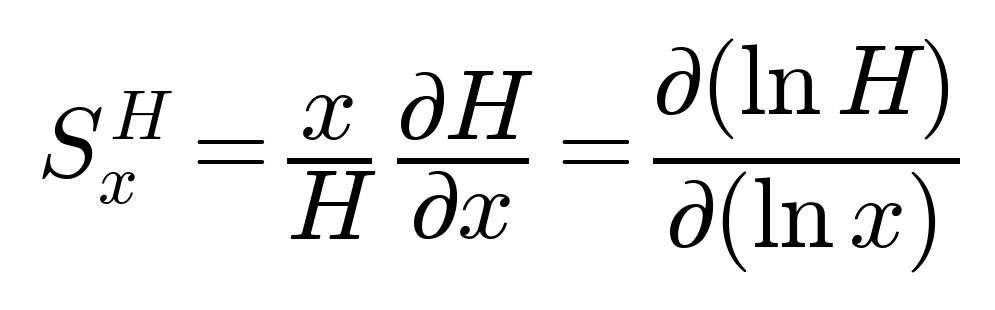 $S_x^H = \frac{x}{H} \frac{\partial H}{\partial x} = \frac{\partial(\ln H)}{\partial(\ln x)}$